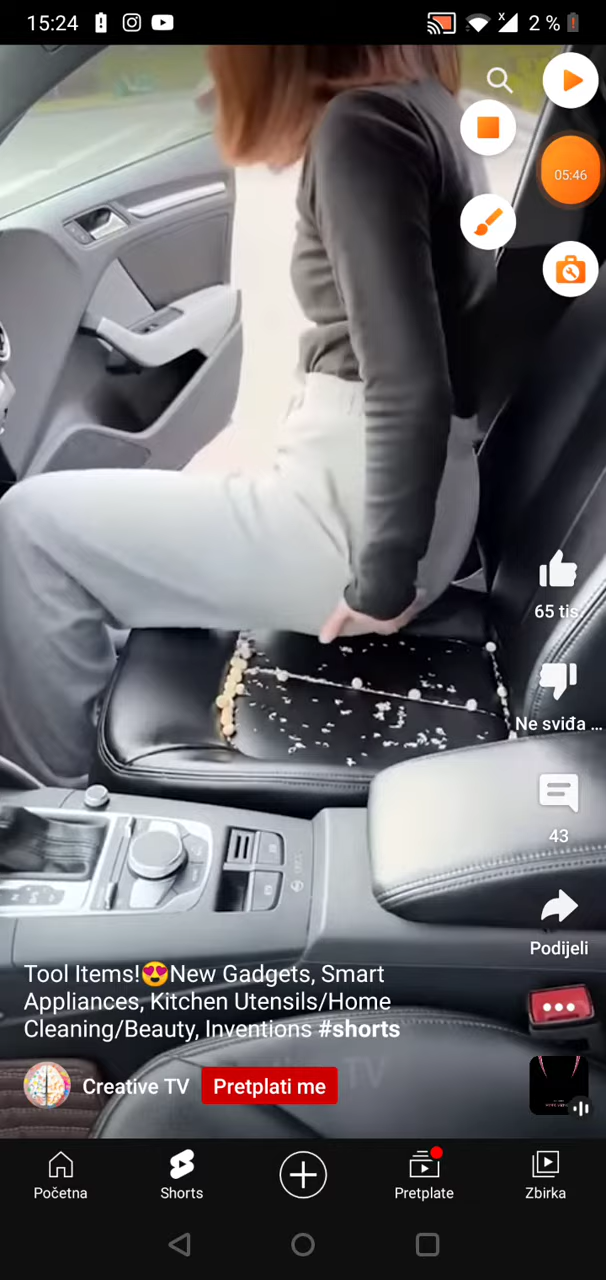 15:24
2 %
05:46
65 tis.
Ne sviđa ...
43
Podijeli
Tool Items!😍New Gadgets, Smart
Appliances, Kitchen Utensils/Home
Cleaning/Beauty, Inventions #shorts
Creative TV
Pretplati me
Početna
Shorts
Pretplate
Zbirka